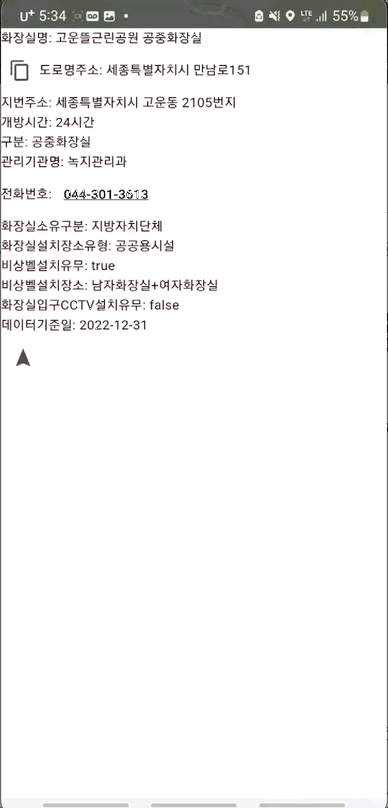 U+ 5:34 LTE 55%
화장실명: 고운뜰근린공원 공중화장실
도로명주소: 세종특별자치시 만남로151
지번주소: 세종특별자치시 고운동 2105번지
개방시간: 24시간
구분: 공중화장실
관리기관명: 녹지관리과
전화번호: 044-301-3613
화장실소유구분: 지방자치단체
화장실설치장소유형: 공공용시설
비상벨설치유무: true
비상벨설치장소: 남자화장실+여자화장실
화장실입구CCTV설치유무: false
데이터기준일: 2022-12-31